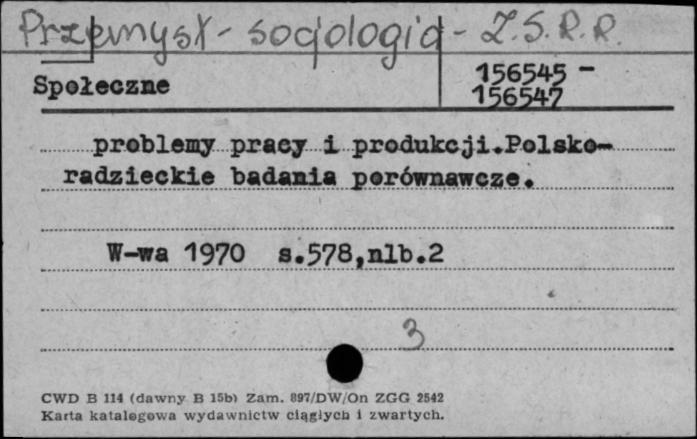 Przemysł - socjologia - Z.S.R.R.
Społeczne
156545 -
156547
problemy pracy i produkcji.Polsko-
radzieckie badania porównawcze.
W-wa 1970 s.578,nlb.2
3
CWD B 114 (dawny B 15b) Zam. 897/DW/On ZGG 2542
Karta katalogowa wydawnictw ciągłych i zwartych.